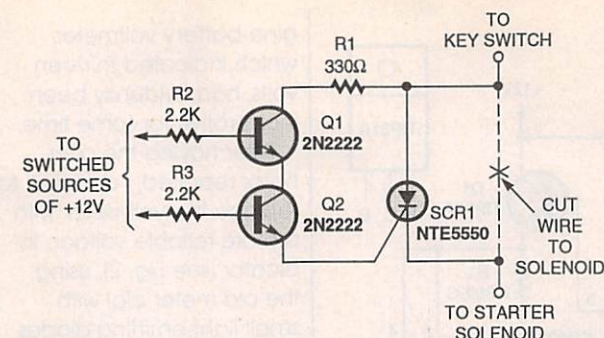 TO
KEY SWITCH
R1
330Ω
R2
2.2K
Q1
2N2222
TO
SWITCHED
SOURCES
OF +12V
R3
2.2K
Q2
2N2222
SCR1
NTE5550
CUT
WIRE
TO
SOLENOID
TO STARTER
SOLENOID